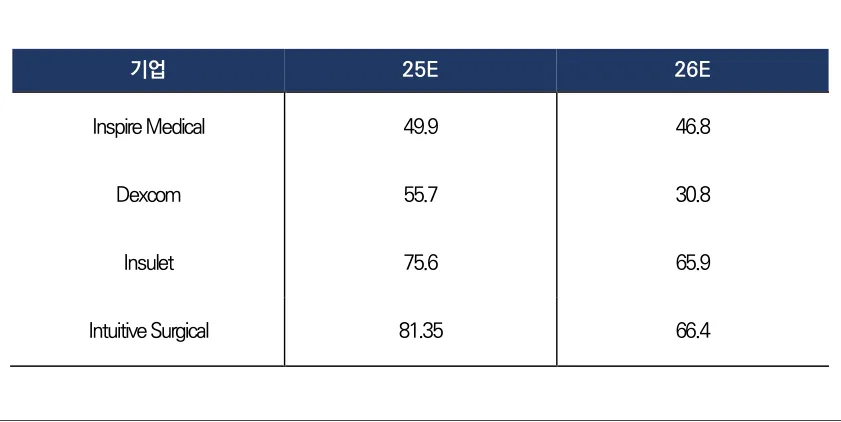 기업 25E 26E
Inspire Medical 49.9 46.8
Dexcom 55.7 30.8
Insulet 75.6 65.9
Intuitive Surgical 81.35 66.4